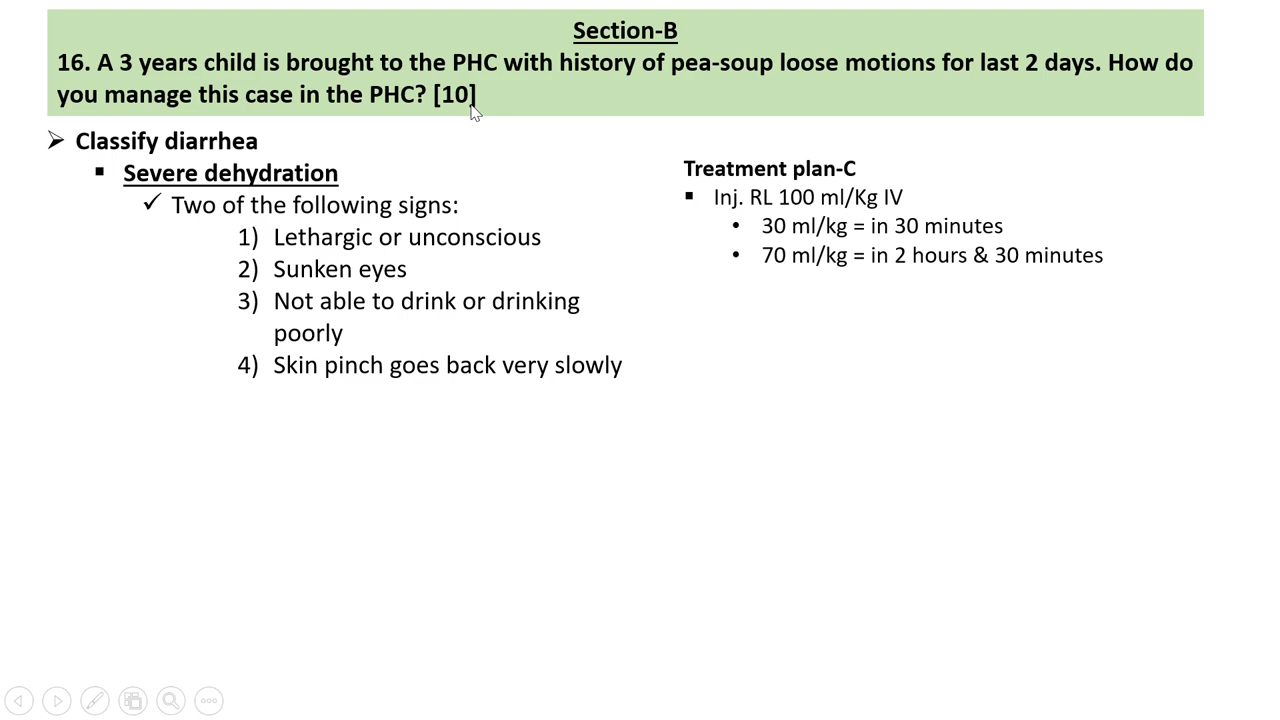 Section-B
16. A 3 years child is brought to the PHC with history of pea-soup loose motions for last 2 days. How do
you manage this case in the PHC? [10]
Classify diarrhea
Severe dehydration
Two of the following signs:
1) Lethargic or unconscious
2) Sunken eyes
3) Not able to drink or drinking
poorly
4) Skin pinch goes back very slowly
Treatment plan-C
Inj. RL 100 ml/Kg IV
30 ml/kg = in 30 minutes
70 ml/kg = in 2 hours & 30 minutes